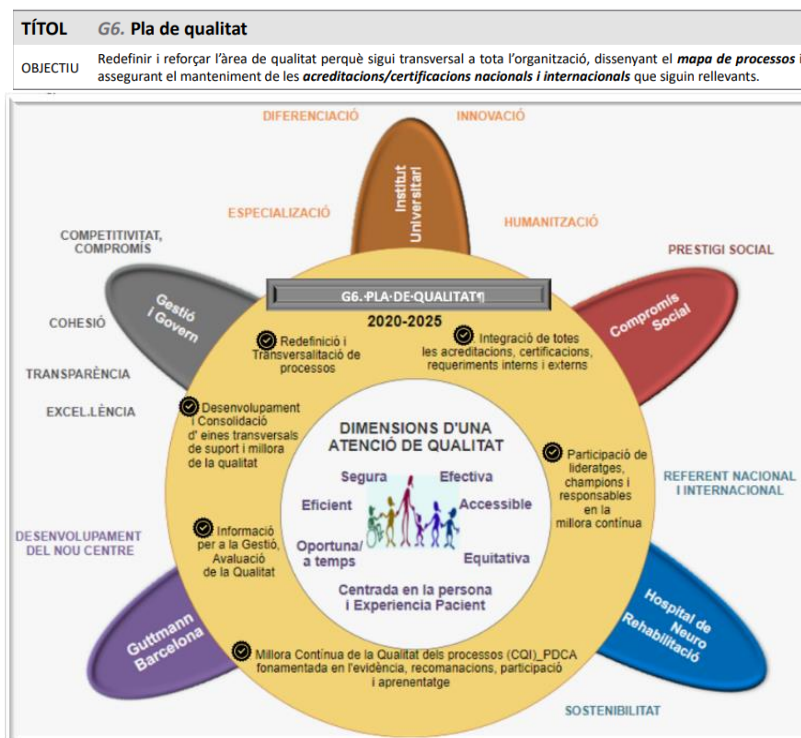 TÍTOL G6. Pla de qualitat
OBJECTIU
Redefinir i reforçar l'àrea de qualitat perquè sigui transversal a tota l'organització, dissenyant el mapa de processos i
assegurant el manteniment de les acreditacions/certificacions nacionals i internacionals que siguin rellevants.
DIFERENCIACIÓ
INNOVACIÓ
ESPECIALIZACIÓ
HUMANITZACIÓ
Institut
Universitari
COMPETITIVITAT,
COMPROMÍS
COHESIÓ
TRANSPARÈNCIA
EXCEL.LÈNCIA
Gestió
i Govern
PRESTIGI SOCIAL
Compromís
Social
G6.·PLA·DE·QUALITAT¶
2020-2025
Redefinició i
Transversalitació de
processos
Integració de totes
les acreditacions, certificacions,
requeriments interns i externs
Desenvolupament
i Consolidació
d' eines transversals
de suport i millora
de la qualitat
Participació de
lideratges,
champions i
responsables
en la
millora contínua
Informació
per a la Gestió,
Avaluació
de la Qualitat
DIMENSIONS D'UNA
ATENCIÓ DE QUALITAT
Segura
Efectiva
Eficient
Accessible
Oportuna/
a temps
Equitativa
Centrada en la persona
i Experiencia Pacient
Millora Contínua de la Qualitat dels processos (CQI)_PDCA
fonamentada en l'evidència, recomanacions, participació
i aprenentatge
REFERENT NACIONAL
I INTERNACIONAL
DESENVOLUPAMENT
DEL NOU CENTRE
Guttmann
Barcelona
Hospital de
Neuro
Rehabilitació
SOSTENIBILITAT